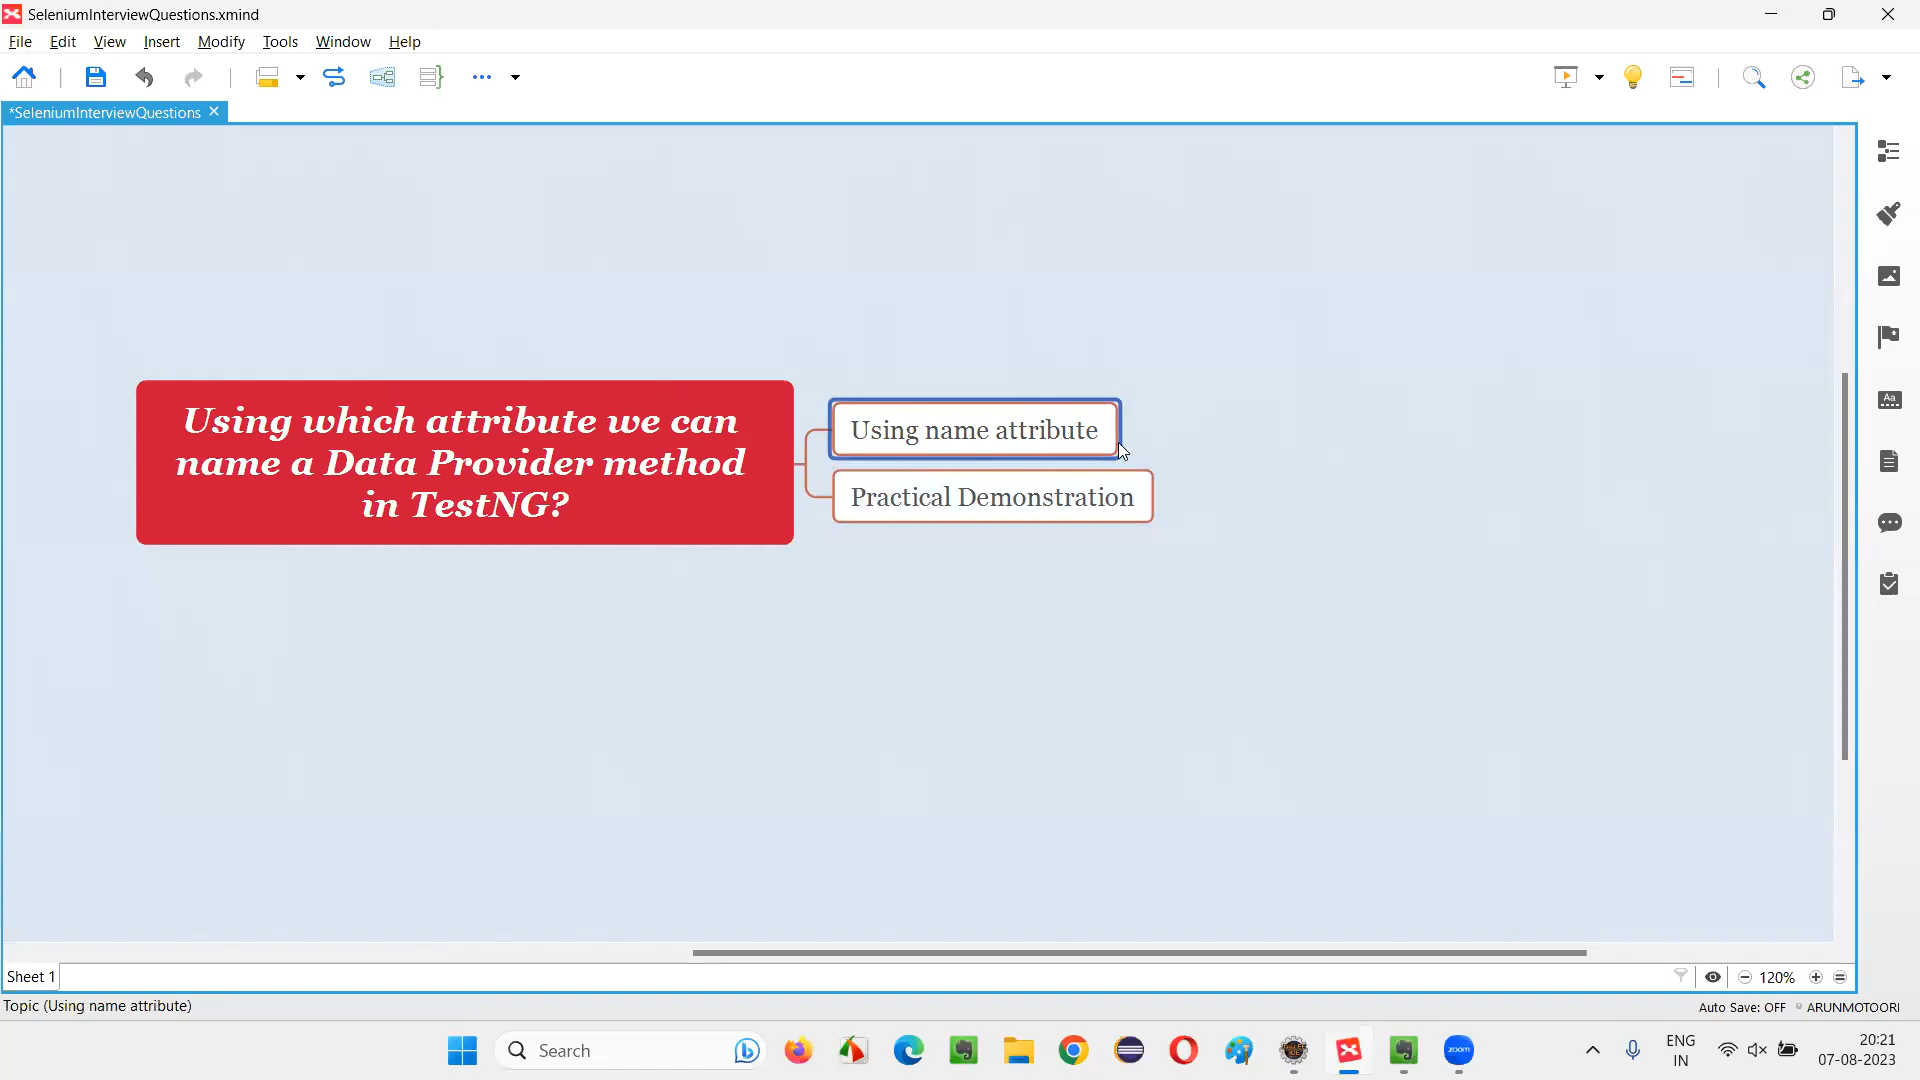 SeleniumInterviewQuestions.xmind
File Edit View Insert Modify Tools Window Help
*SeleniumInterviewQuestions
Using which attribute we can
name a Data Provider method
in TestNG?
Using name attribute
Practical Demonstration
Aa
Sheet 1
120%
Topic (Using name attribute)
Auto Save: OFF
ARUNMOTOORI
Search
zoom
ENG
IN
20:21
07-08-2023